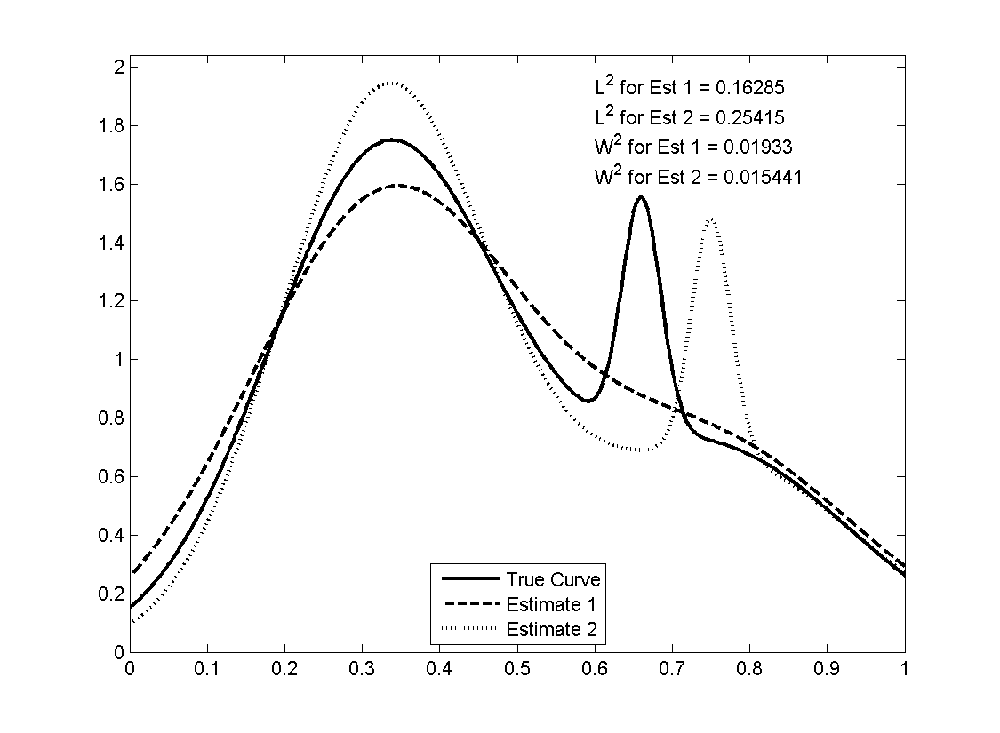 2
1.8
1.6
1.4
1.2
1
0.8
0.6
0.4
0.2
0
L² for Est 1 = 0.16285
L² for Est 2 = 0.25415
W² for Est 1 = 0.01933
W² for Est 2 = 0.015441
True Curve
Estimate 1
Estimate 2
0 0.1 0.2 0.3 0.4 0.5 0.6 0.7 0.8 0.9 1